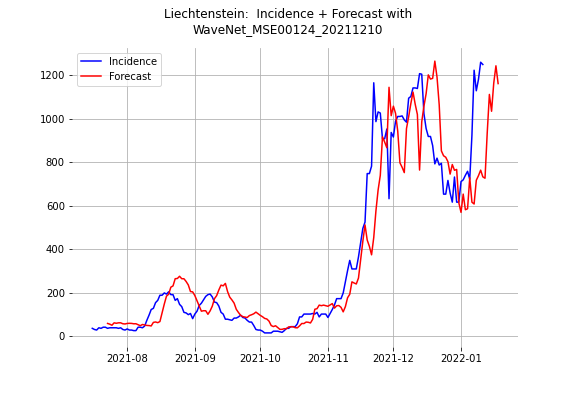 Liechtenstein:  Incidence + Forecast with
WaveNet_MSE00124_20211210
Incidence
Forecast
1200
1000
800
600
400
200
0
2021-08 2021-09 2021-10 2021-11 2021-12 2022-01